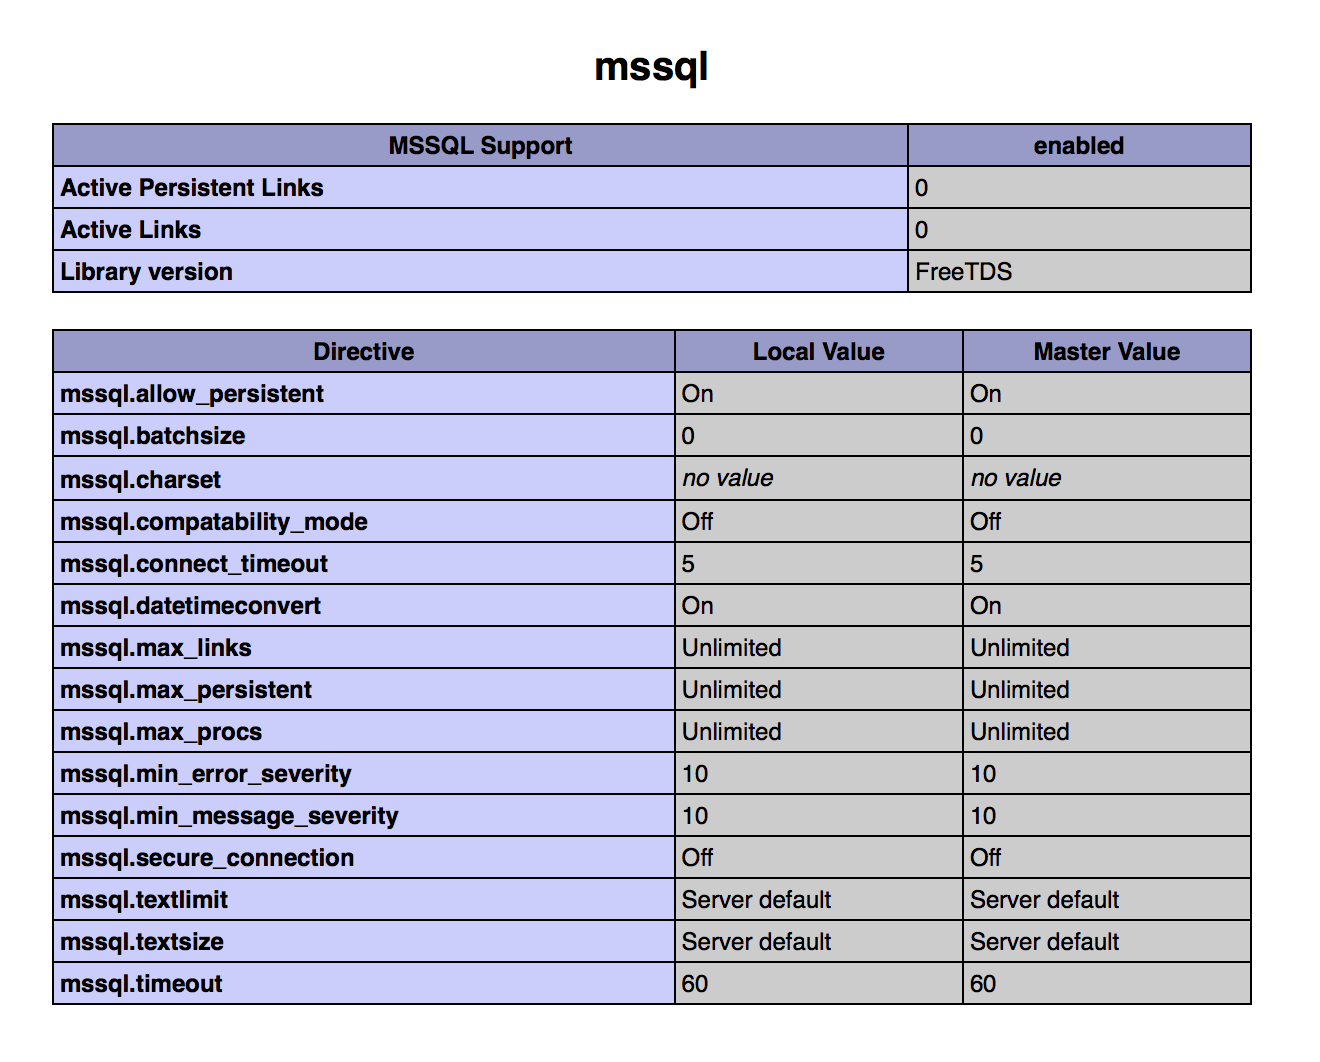 mssql
MSSQL Support enabled
Active Persistent Links 0
Active Links 0
Library version FreeTDS
Directive Local Value Master Value
mssql.allow_persistent On On
mssql.batchsize 0 0
mssql.charset no value no value
mssql.compatability_mode Off Off
mssql.connect_timeout 5 5
mssql.datetimeconvert On On
mssql.max_links Unlimited Unlimited
mssql.max_persistent Unlimited Unlimited
mssql.max_procs Unlimited Unlimited
mssql.min_error_severity 10 10
mssql.min_message_severity 10 10
mssql.secure_connection Off Off
mssql.textlimit Server default Server default
mssql.textsize Server default Server default
mssql.timeout 60 60